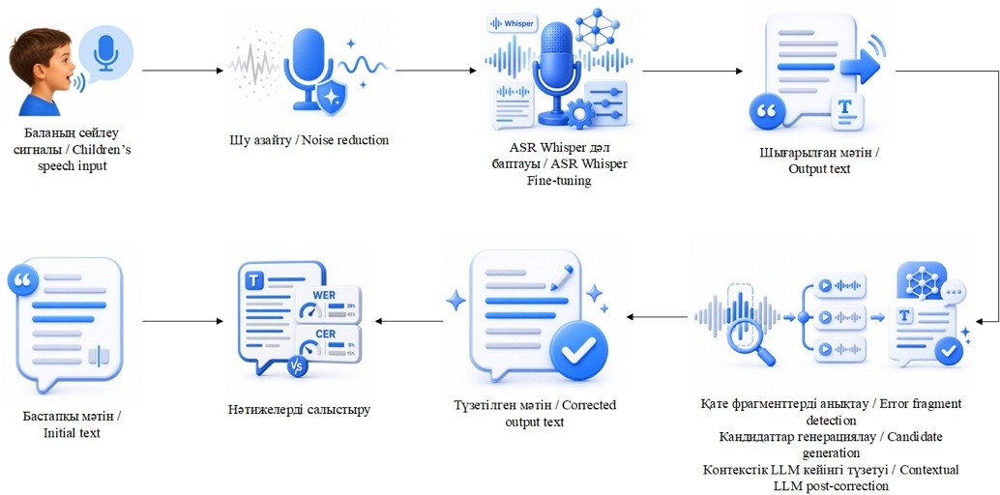 Whisper
Баланың сөйлеу
сигналы / Children's
speech input
Шу азайту / Noise reduction
ASR Whisper дәл
баптауы / ASR Whisper
Fine-tuning
T
Шығарылған мәтін /
Output text
Бастапқы мәтін /
Initial text
T
WER
CER
VS
Нәтижелерді салыстыру
Түзетілген мәтін / Corrected
output text
T
Қате фрагменттерді анықтау / Error fragment
detection
Кандидаттар генерациялау / Candidate
generation
Контекстік LLM кейінгі түзетуі / Contextual
LLM post-correction